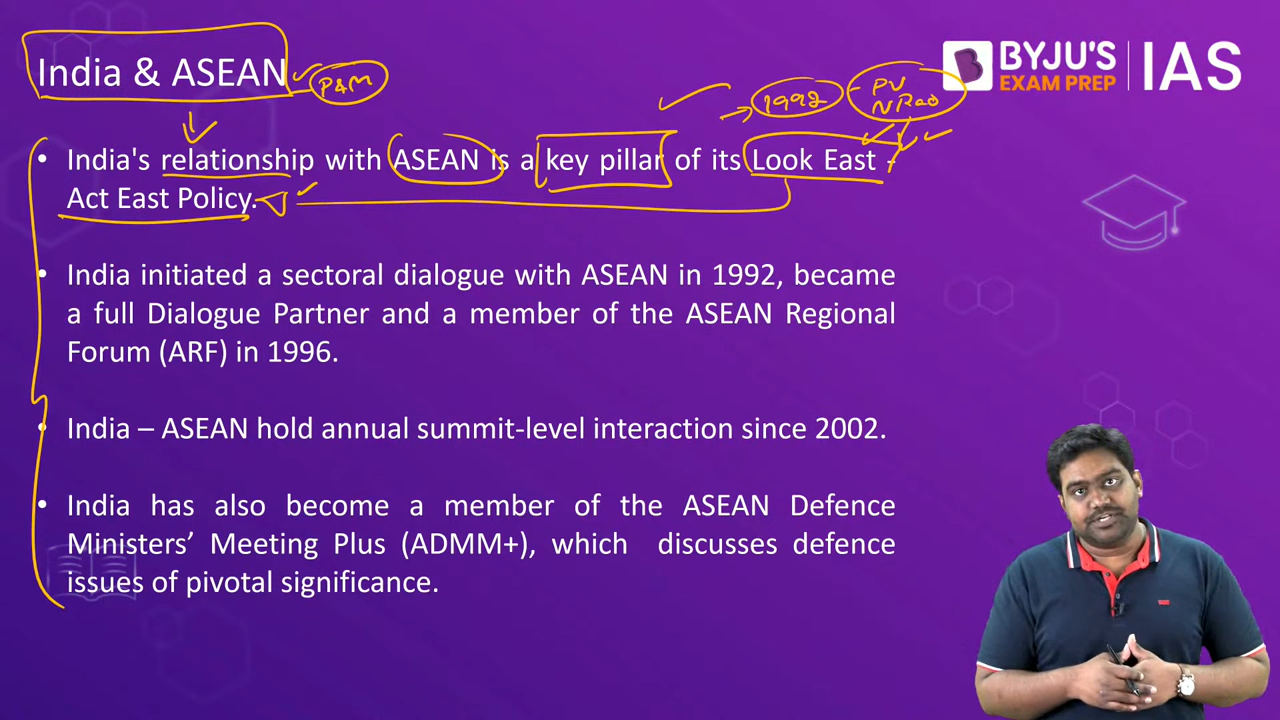 India & ASEAN
P&M
BYJU'S
EXAM PREP
IAS
1992
PV
N Rao
• India's relationship with ASEAN is a key pillar of its Look East -
Act East Policy.
• India initiated a sectoral dialogue with ASEAN in 1992, became
a full Dialogue Partner and a member of the ASEAN Regional
Forum (ARF) in 1996.
• India – ASEAN hold annual summit-level interaction since 2002.
• India has also become a member of the ASEAN Defence
Ministers’ Meeting Plus (ADMM+), which discusses defence
issues of pivotal significance.